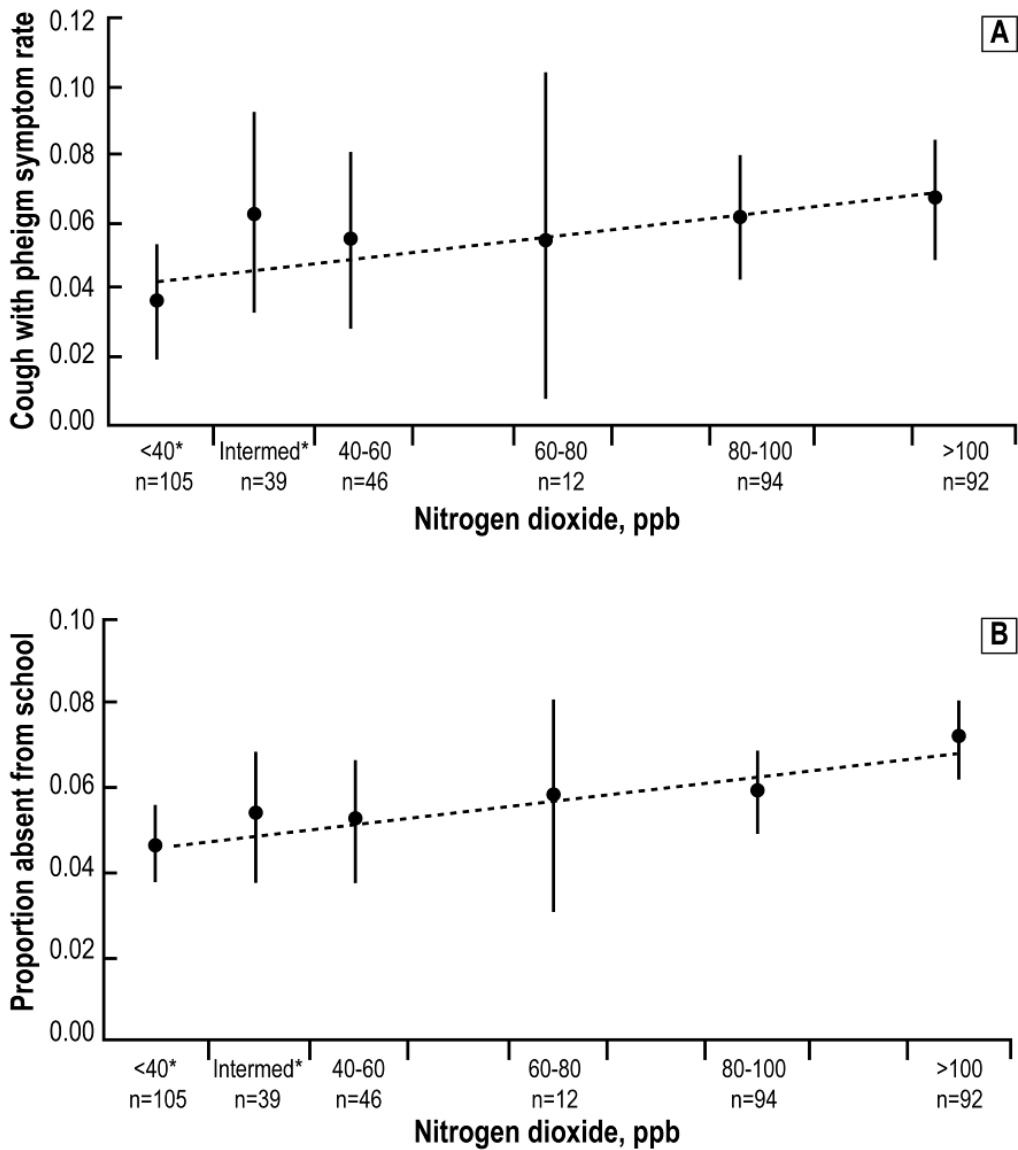 A
Cough with pheigm symptom rate
0.12
0.10
0.08
0.06
0.04
0.02
0.00
<40* Intermed* 40-60 60-80 80-100 >100
n=105 n=39 n=46 n=12 n=94 n=92
Nitrogen dioxide, ppb
B
Proportion absent from school
0.10
0.08
0.06
0.04
0.02
0.00
<40* Intermed* 40-60 60-80 80-100 >100
n=105 n=39 n=46 n=12 n=94 n=92
Nitrogen dioxide, ppb